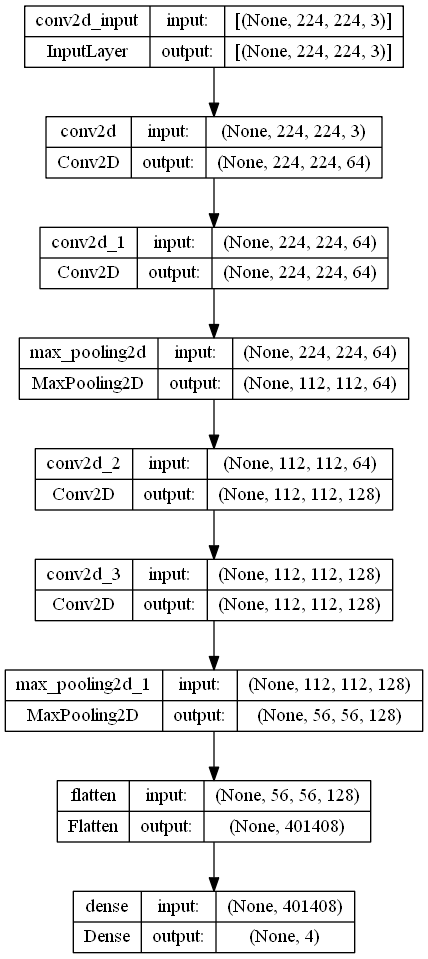 conv2d_input input: [(None, 224, 224, 3)]
InputLayer output: [(None, 224, 224, 3)]
conv2d input: (None, 224, 224, 3)
Conv2D output: (None, 224, 224, 64)
conv2d_1 input: (None, 224, 224, 64)
Conv2D output: (None, 224, 224, 64)
max_pooling2d input: (None, 224, 224, 64)
MaxPooling2D output: (None, 112, 112, 64)
conv2d_2 input: (None, 112, 112, 64)
Conv2D output: (None, 112, 112, 128)
conv2d_3 input: (None, 112, 112, 128)
Conv2D output: (None, 112, 112, 128)
max_pooling2d_1 input: (None, 112, 112, 128)
MaxPooling2D output: (None, 56, 56, 128)
flatten input: (None, 56, 56, 128)
Flatten output: (None, 401408)
dense input: (None, 401408)
Dense output: (None, 4)